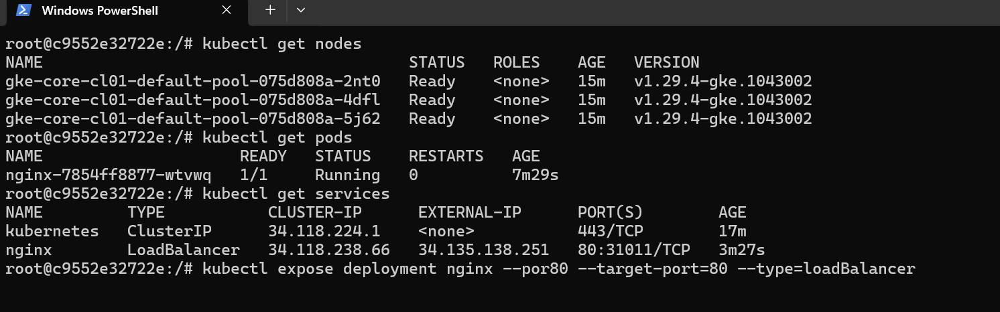 Windows PowerShell
root@c9552e32722e:/# kubectl get nodes
NAME STATUS ROLES AGE VERSION
gke-core-cl01-default-pool-075d808a-2nt0 Ready <none> 15m v1.29.4-gke.1043002
gke-core-cl01-default-pool-075d808a-4dfl Ready <none> 15m v1.29.4-gke.1043002
gke-core-cl01-default-pool-075d808a-5j62 Ready <none> 15m v1.29.4-gke.1043002
root@c9552e32722e:/# kubectl get pods
NAME READY STATUS RESTARTS AGE
nginx-7854ff8877-wtvwq 1/1 Running 0 7m29s
root@c9552e32722e:/# kubectl get services
NAME TYPE CLUSTER-IP EXTERNAL-IP PORT(S) AGE
kubernetes ClusterIP 34.118.224.1 <none> 443/TCP 17m
nginx LoadBalancer 34.118.238.66 34.135.138.251 80:31011/TCP 3m27s
root@c9552e32722e:/# kubectl expose deployment nginx --por80 --target-port=80 --type=loadBalancer